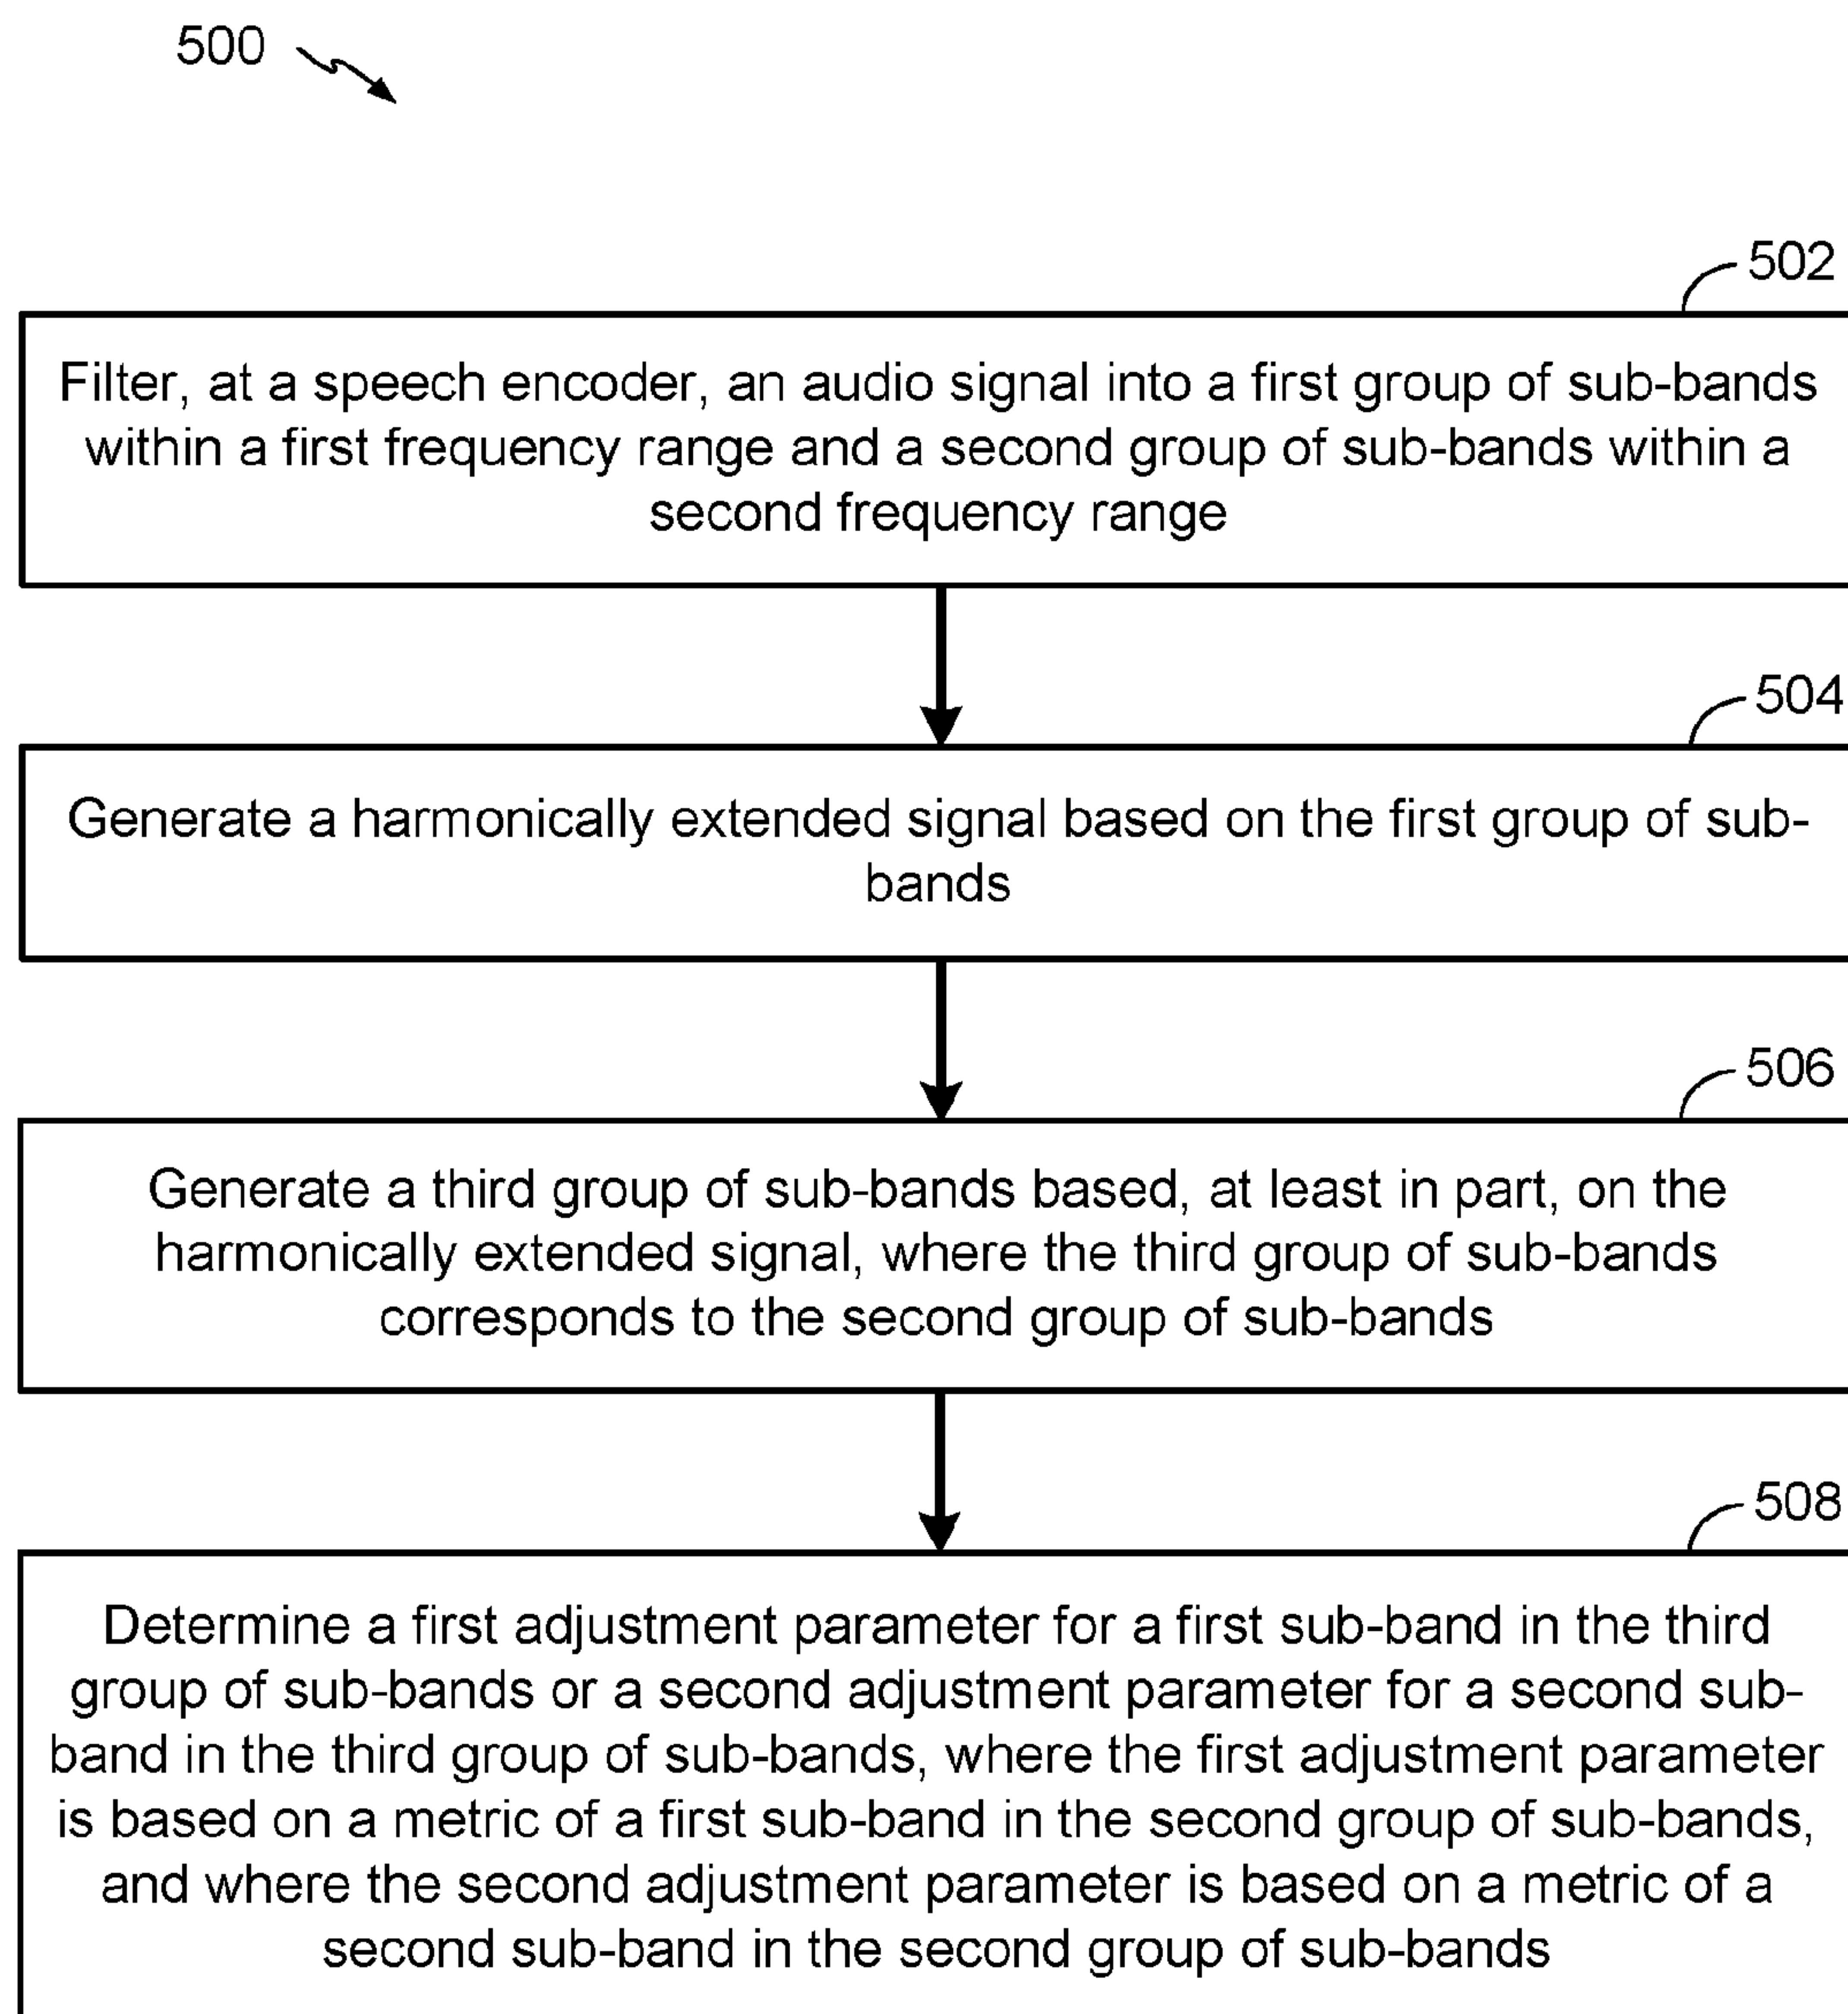 500
502
Filter, at a speech encoder, an audio signal into a first group of sub-bands
within a first frequency range and a second group of sub-bands within a
second frequency range
504
Generate a harmonically extended signal based on the first group of sub-
bands
506
Generate a third group of sub-bands based, at least in part, on the
harmonically extended signal, where the third group of sub-bands
corresponds to the second group of sub-bands
508
Determine a first adjustment parameter for a first sub-band in the third
group of sub-bands or a second adjustment parameter for a second sub-
band in the third group of sub-bands, where the first adjustment parameter
is based on a metric of a first sub-band in the second group of sub-bands,
and where the second adjustment parameter is based on a metric of a
second sub-band in the second group of sub-bands